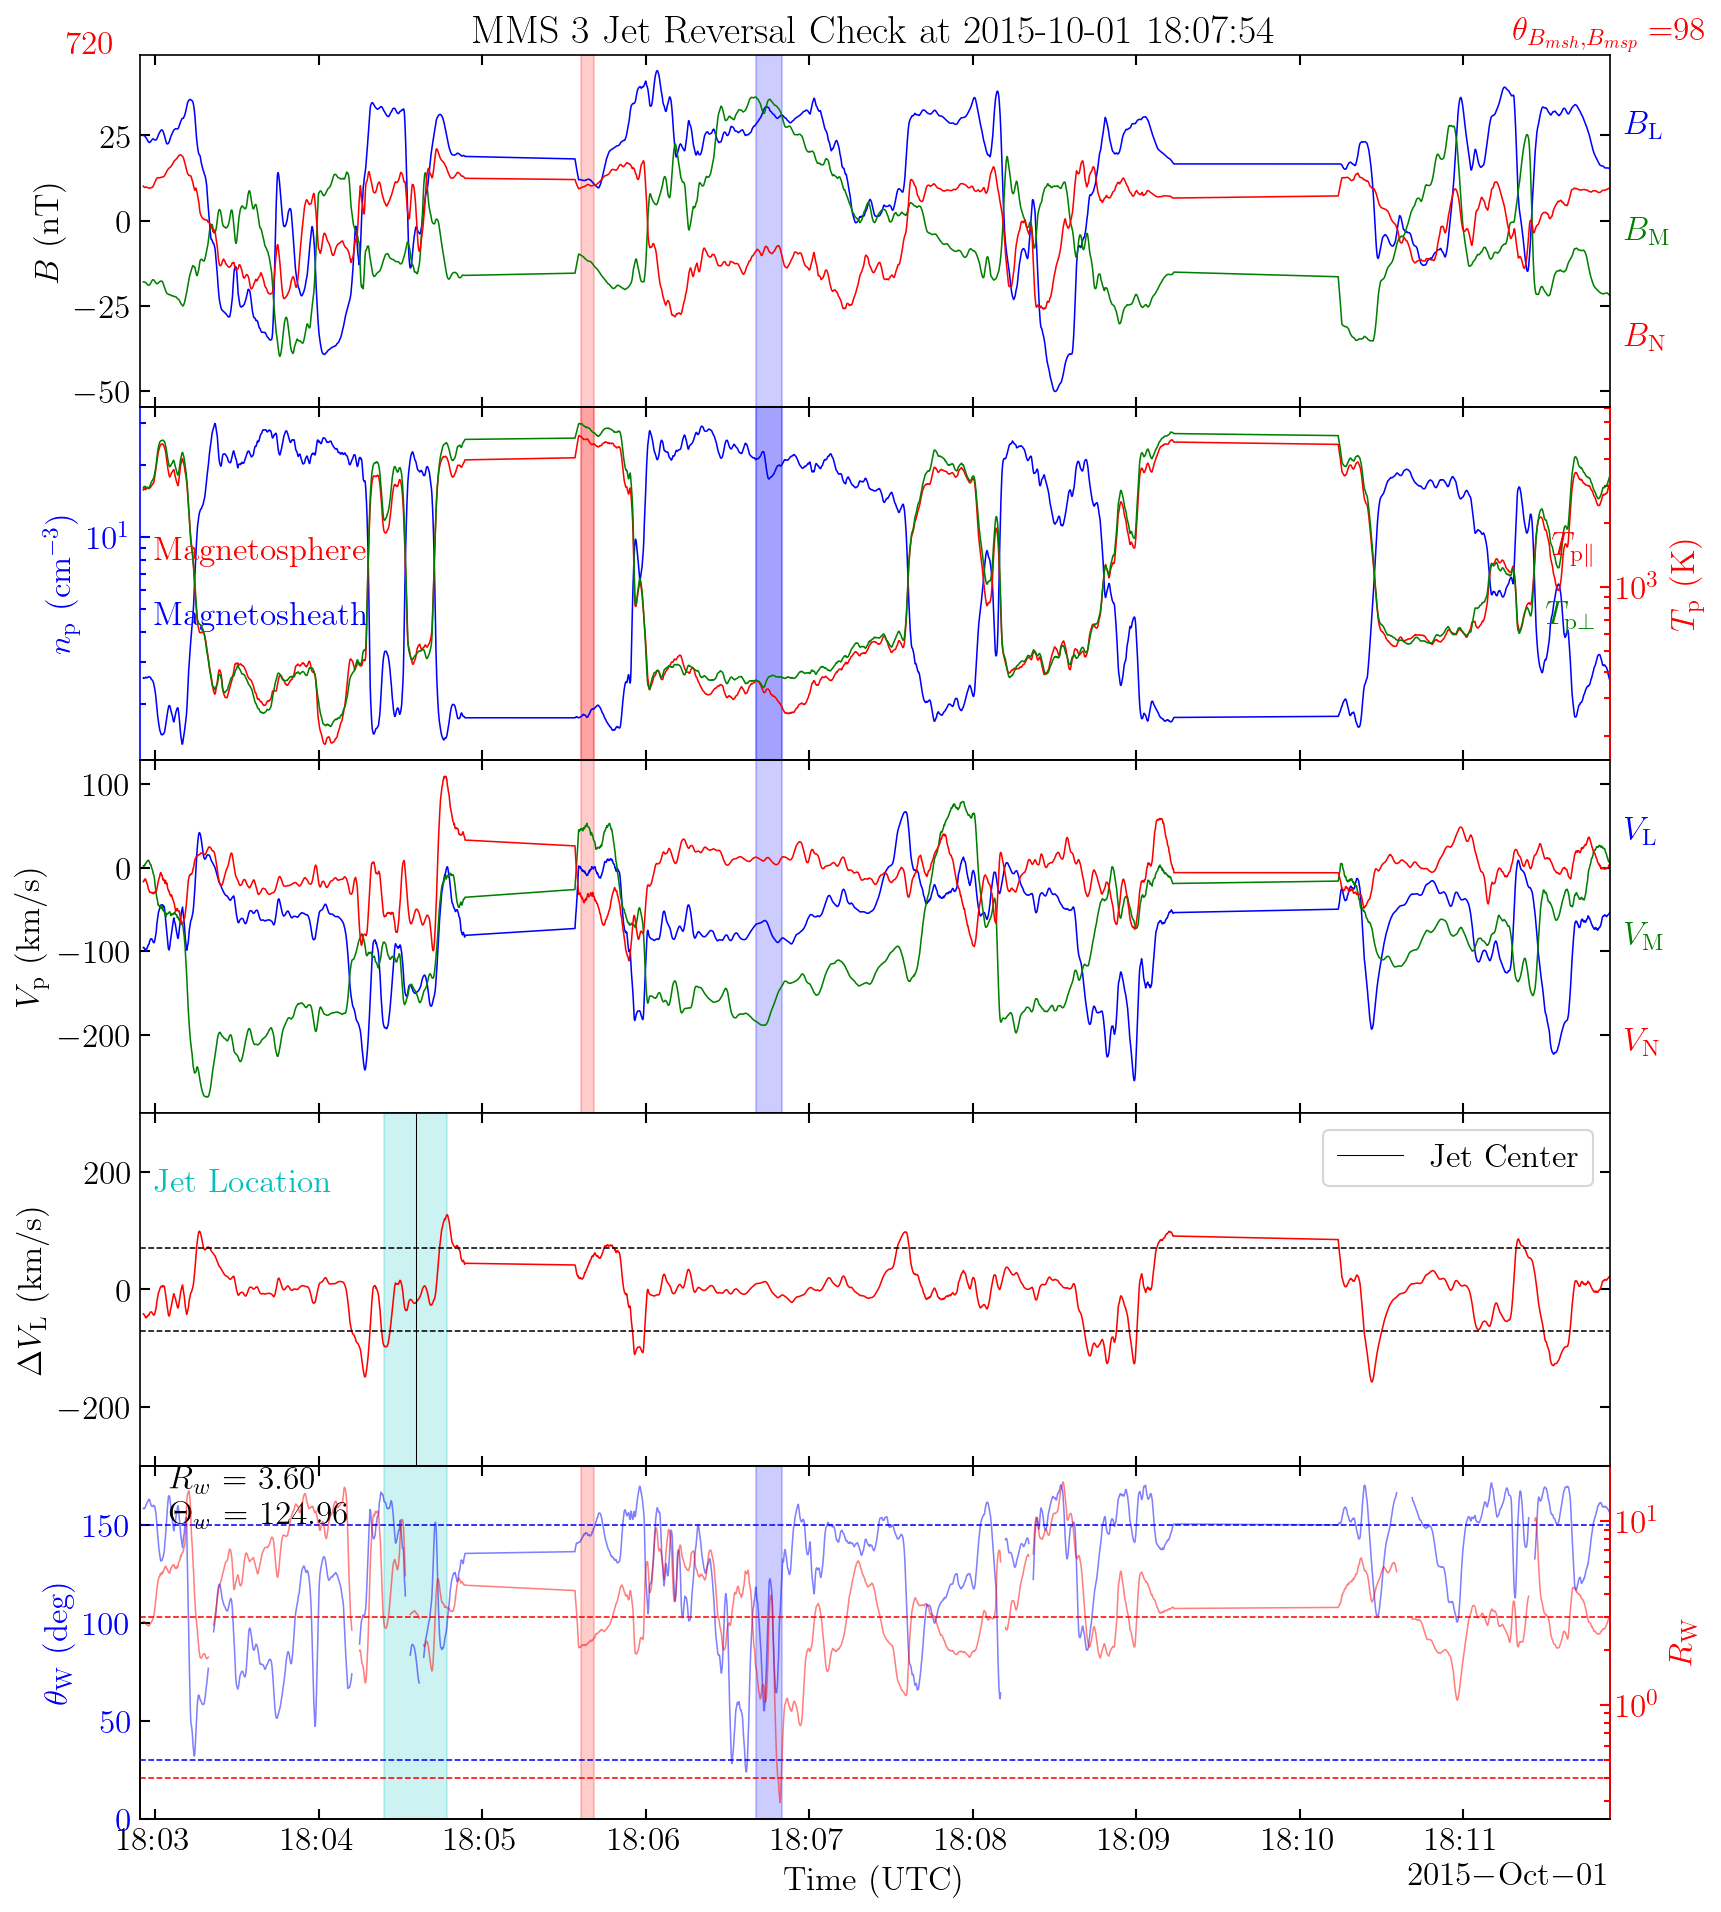 720
MMS 3 Jet Reversal Check at 2015-10-01 18:07:54
θ_{B_{msh},B_{msp}} =98
B (nT)
25
0
−25
−50
B_L
B_M
B_N
n_p (cm^{−3})
10^1
Magnetosphere
Magnetosheath
T_{p∥}
T_{p⊥}
10^3
T_p (K)
V_p (km/s)
100
0
−100
−200
V_L
V_M
V_N
ΔV_L (km/s)
200
0
−200
Jet Location
Jet Center
R_w = 3.60
Θ_w = 124.96
θ_W (deg)
150
100
50
0
10^1
10^0
R_W
18:03 18:04 18:05 18:06 18:07 18:08 18:09 18:10 18:11
Time (UTC)
2015−Oct−01